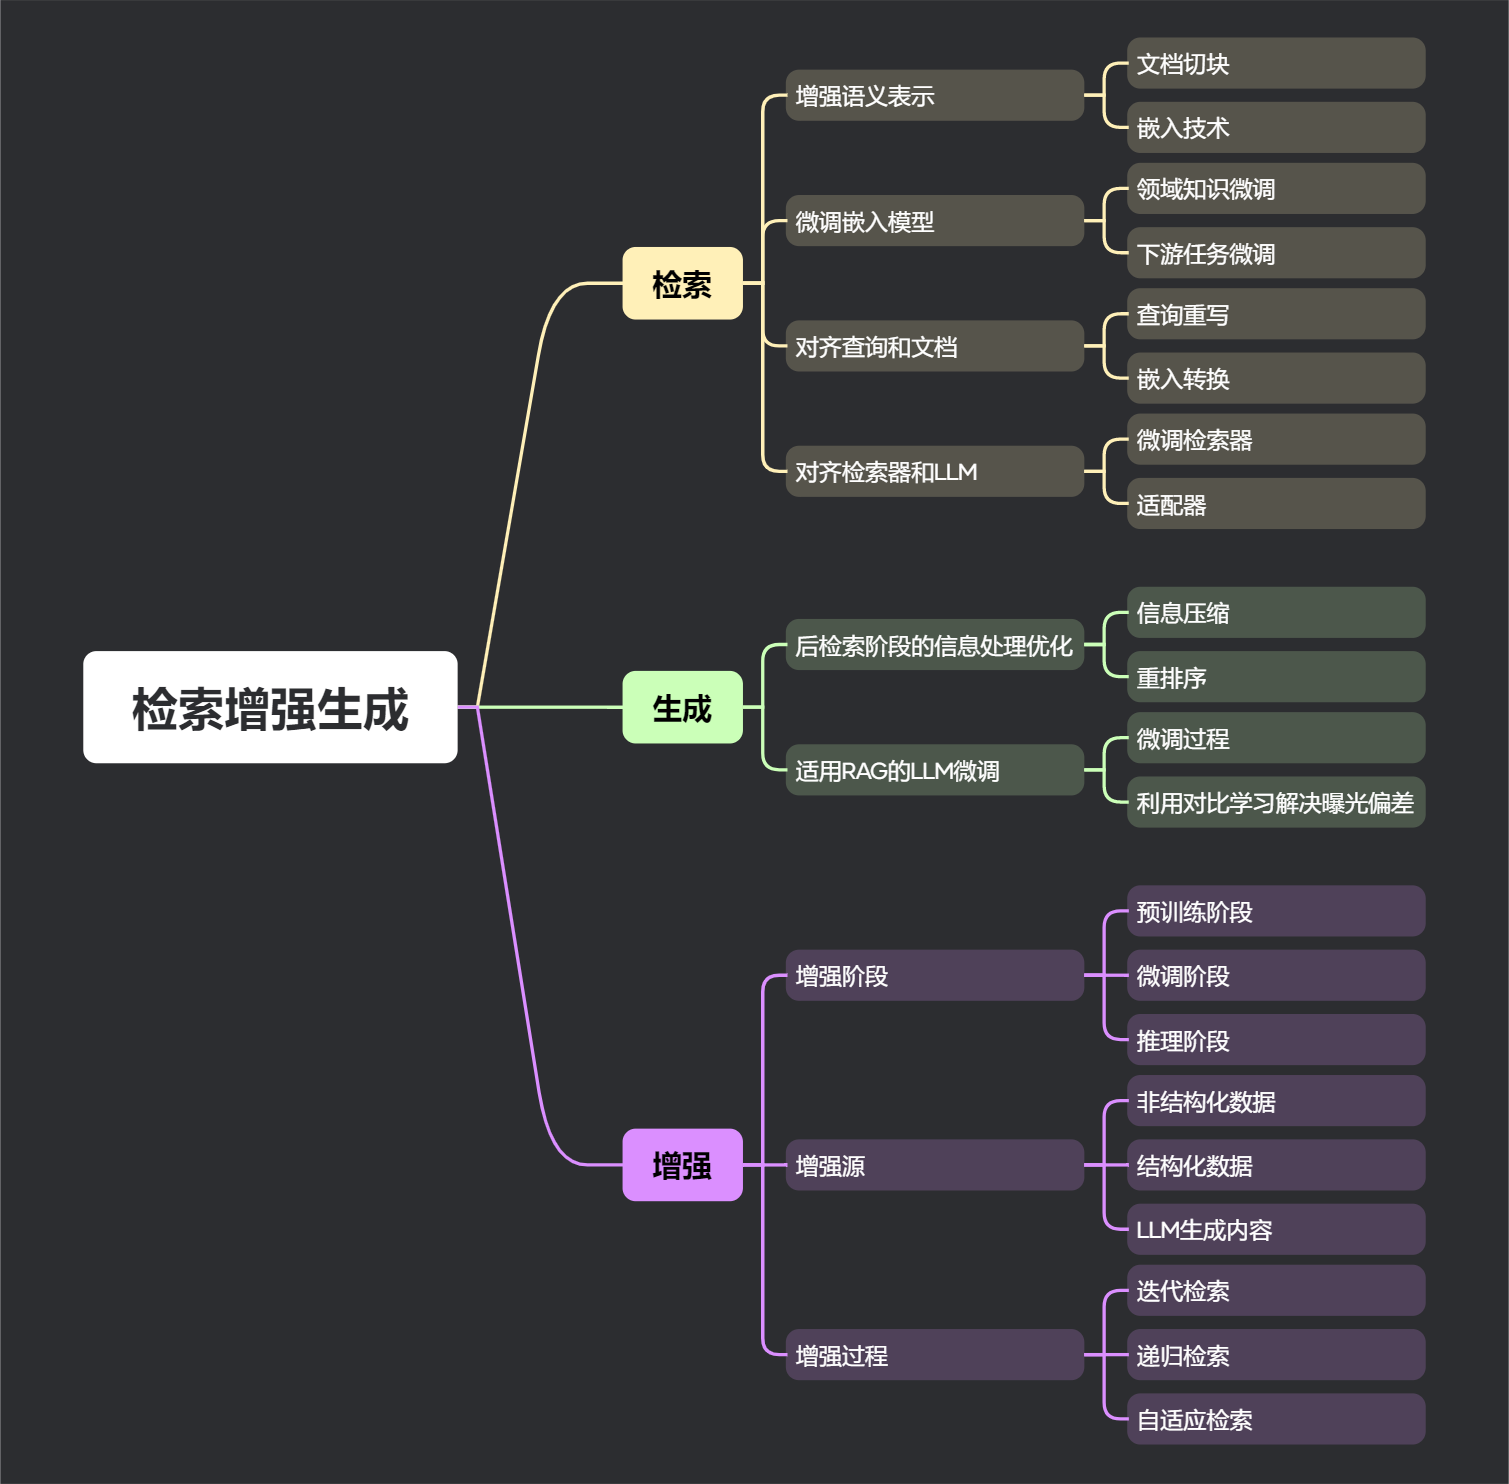 检索增强生成
检索
增强语义表示
文档切块
嵌入技术
微调嵌入模型
领域知识微调
下游任务微调
对齐查询和文档
查询重写
嵌入转换
对齐检索器和LLM
微调检索器
适配器
生成
后检索阶段的信息处理优化
信息压缩
重排序
适用RAG的LLM微调
微调过程
利用对比学习解决曝光偏差
增强
增强阶段
预训练阶段
微调阶段
推理阶段
增强源
非结构化数据
结构化数据
LLM生成内容
增强过程
迭代检索
递归检索
自适应检索